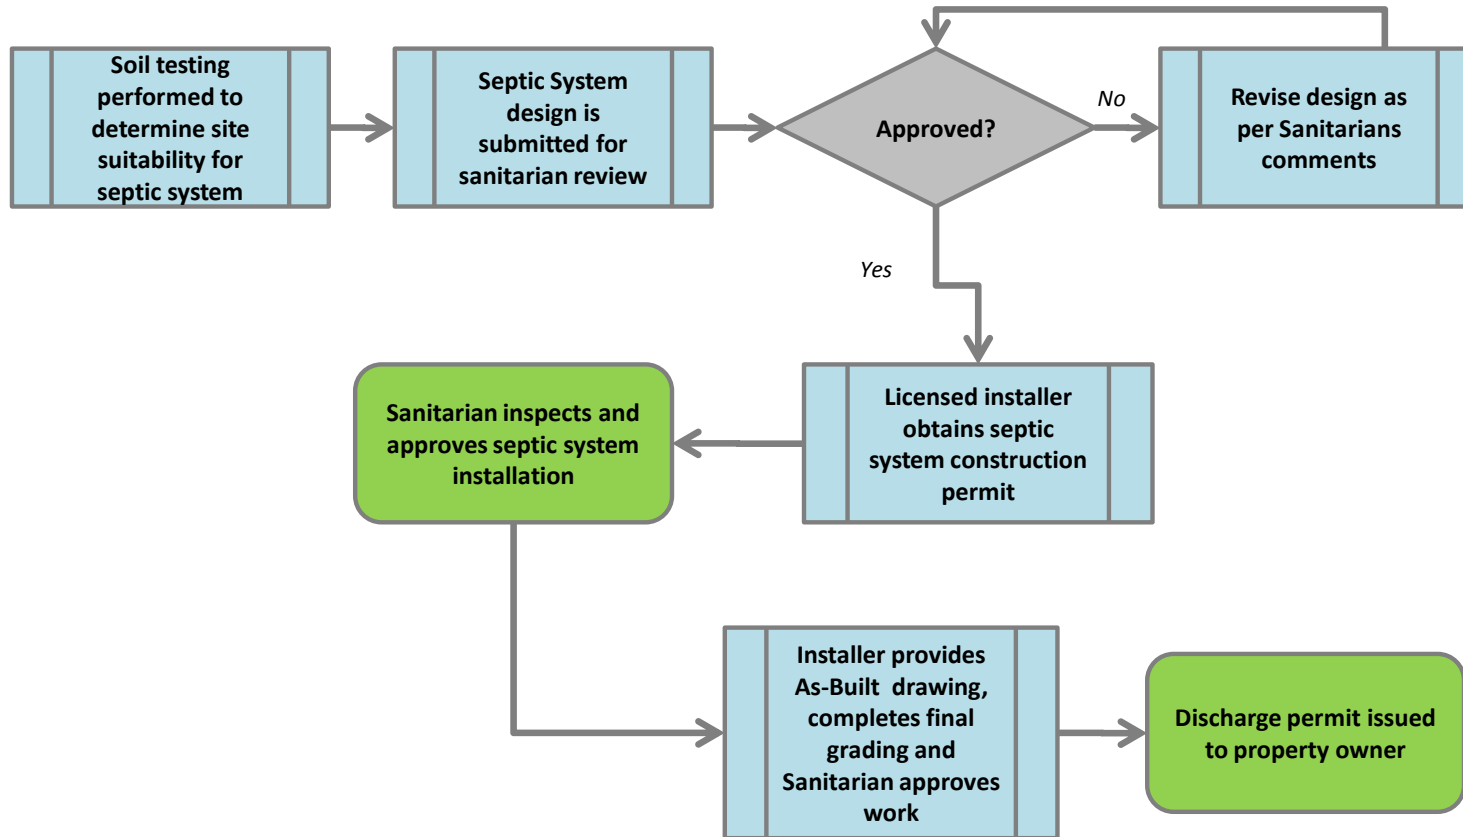 Soil testing
performed to
determine site
suitability for
septic system
Septic System
design is
submitted for
sanitarian review
Approved?
No
Revise design as
per Sanitarians
comments
Yes
Licensed installer
obtains septic
system construction
permit
Sanitarian inspects and
approves septic system
installation
Installer provides
As-Built drawing,
completes final
grading and
Sanitarian approves
work
Discharge permit issued
to property owner